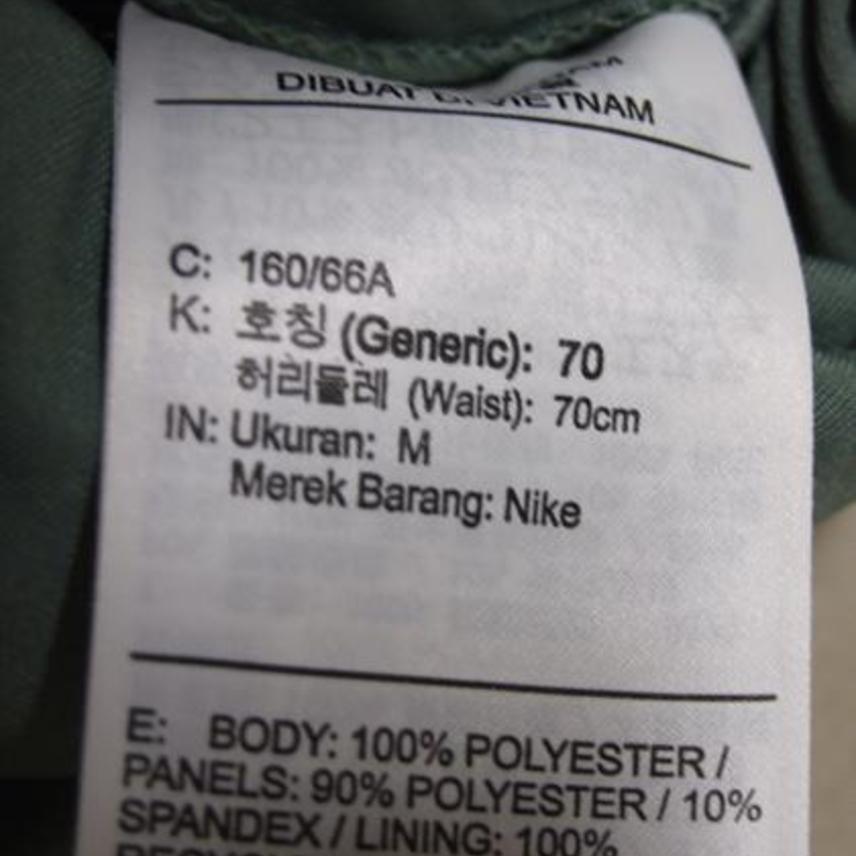 DIBUAT DI VIETNAM
C: 160/66A
K: 호칭 (Generic): 70
허리둘레 (Waist): 70cm
IN: Ukuran: M
Merek Barang: Nike
E: BODY: 100% POLYESTER /
PANELS: 90% POLYESTER / 10%
SPANDEX / LINING: 100%